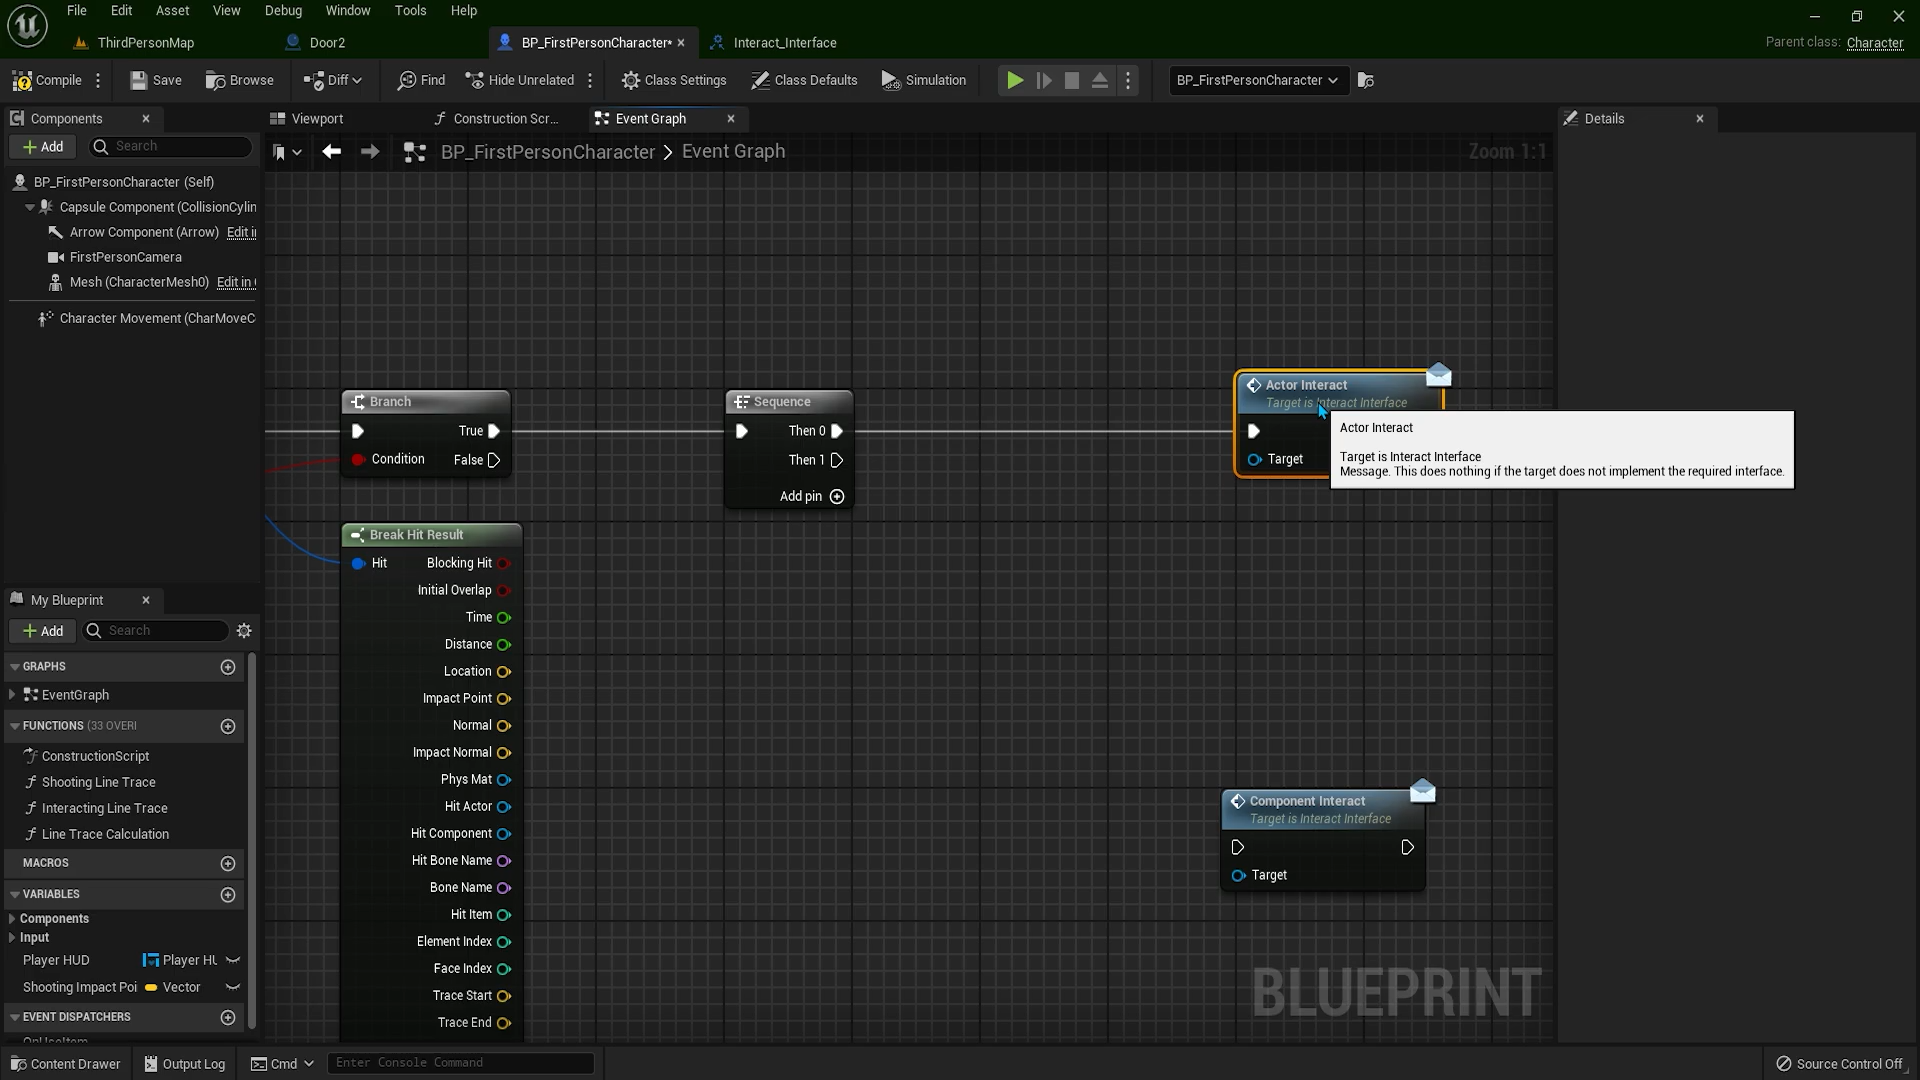 File Edit Asset View Debug Window Tools Help
ThirdPersonMap Door2 BP_FirstPersonCharacter* Interact_Interface
Parent class: Character
Compile Save Browse Diff Find Hide Unrelated Class Settings Class Defaults Simulation BP_FirstPersonCharacter
Components
Add Search
BP_FirstPersonCharacter (Self)
Capsule Component (CollisionCylin
Arrow Component (Arrow) Edit i
FirstPersonCamera
Mesh (CharacterMesh0) Edit in
Character Movement (CharMoveC
My Blueprint
Add Search
GRAPHS
EventGraph
FUNCTIONS (33 OVERI
ConstructionScript
Shooting Line Trace
Interacting Line Trace
Line Trace Calculation
MACROS
VARIABLES
Components
Input
Player HUD Player HU
Shooting Impact Poi Vector
EVENT DISPATCHERS
OnUseItem
Viewport Construction Scr... Event Graph
BP_FirstPersonCharacter > Event Graph
Zoom 1:1
Branch
True
Condition False
Sequence
Then 0
Then 1
Add pin
Actor Interact
Target is Interact Interface
Target
Actor Interact
Target is Interact Interface
Message. This does nothing if the target does not implement the required interface.
Break Hit Result
Hit Blocking Hit
Initial Overlap
Time
Distance
Location
Impact Point
Normal
Impact Normal
Phys Mat
Hit Actor
Hit Component
Hit Bone Name
Bone Name
Hit Item
Element Index
Face Index
Trace Start
Trace End
Component Interact
Target is Interact Interface
Target
BLUEPRINT
Details
Content Drawer Output Log Cmd Enter Console Command Source Control Off